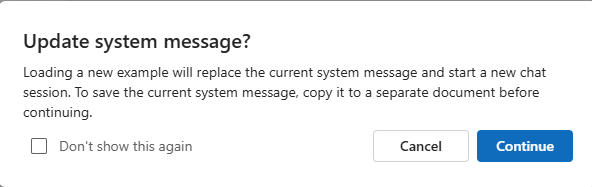 Update system message?
Loading a new example will replace the current system message and start a new chat
session. To save the current system message, copy it to a separate document before
continuing.
Don't show this again
Cancel
Continue